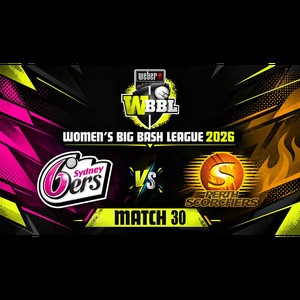 weber
WBBL
WOMEN'S BIG BASH LEAGUE 2026
Sydney
6ers
VS
PERTH
SCORCHERS
MATCH 30